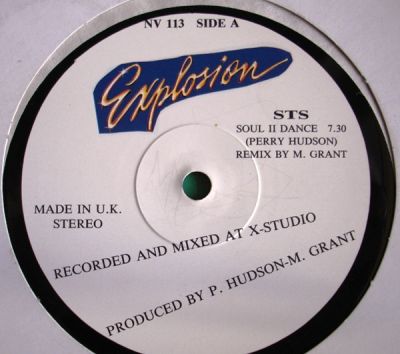 NV 113 SIDE A
Explosion
STS
SOUL II DANCE 7.30
(PERRY HUDSON)
REMIX BY M. GRANT
MADE IN U.K.
STEREO
RECORDED AND MIXED AT X-STUDIO
PRODUCED BY P. HUDSON-M. GRANT